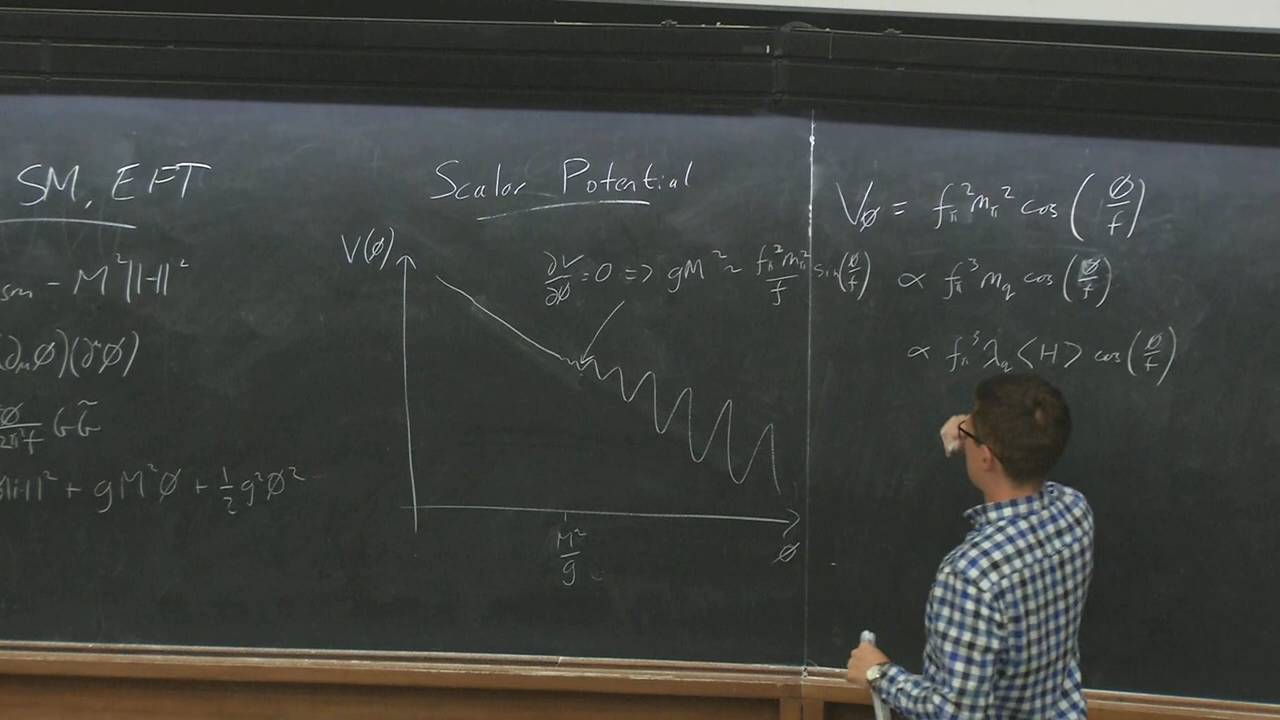 SM, EFT
sm - M²|H|²
(∂μφ)(∂^μφ)
φ/32π²f GG̃
φ|H|² + gM²φ + ½g²φ²
Scalar Potential
V(φ)
∂V/∂φ = 0 => gM² ~ fπ²mπ²/f sin(φ/f)
M²/g
φ
Vφ = fπ²mπ² cos(φ/f)
∝ fπ³ mq cos(φ/f)
∝ fπ³ λq <H> cos(φ/f)